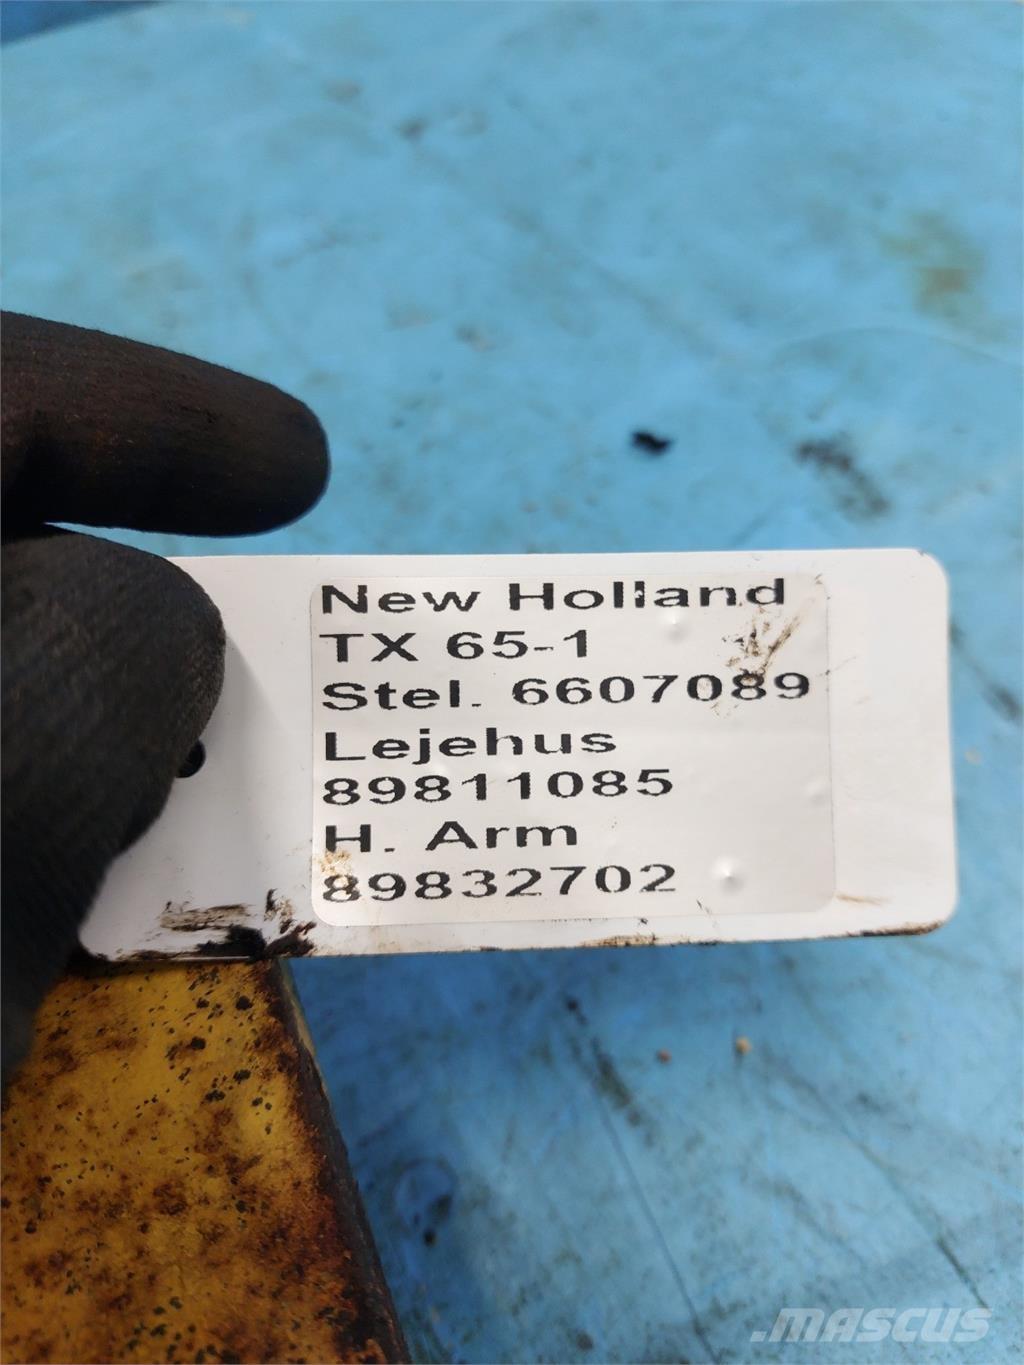 New Holland
TX 65-1
Stel. 6607089
Lejehus
89811085
H. Arm
89832702
.MASCUS